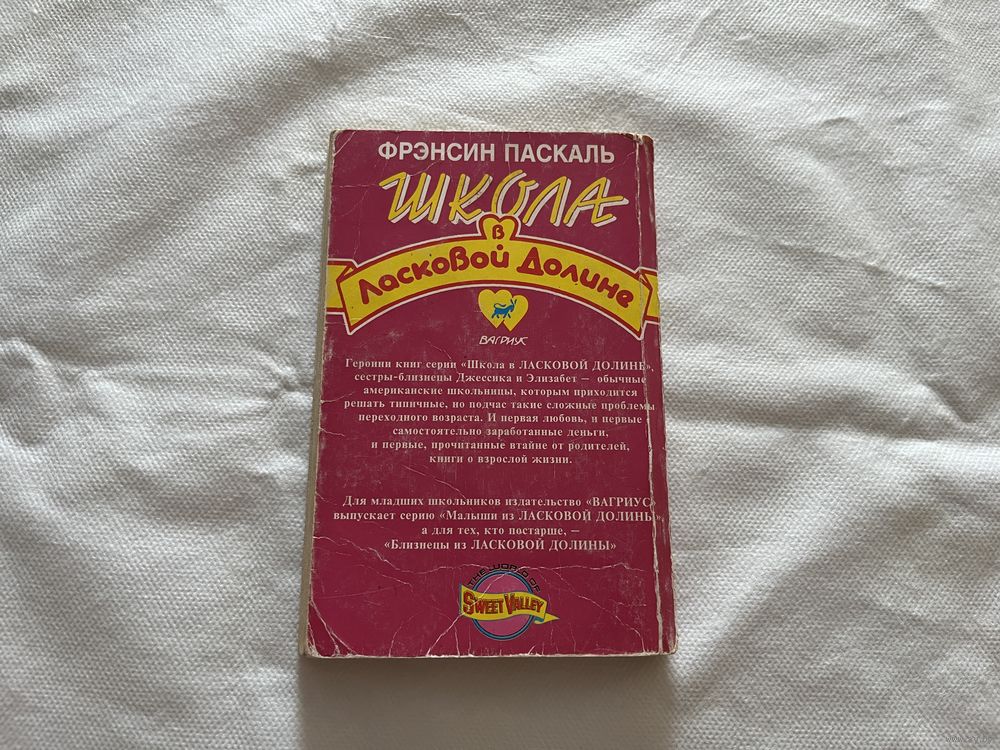 ФРЭНСИН ПАСКАЛЬ
ШКОЛА
В
ЛАСКОВОЙ ДОЛИНЕ
ВАГРИУС
Героини книг серии «Школа в ЛАСКОВОЙ ДОЛИНЕ»,
сестры-близнецы Джессика и Элизабет — обычные
американские школьницы, которым приходится
решать типичные, но подчас такие сложные проблемы
переходного возраста. И первая любовь, и первые
самостоятельно заработанные деньги,
и первые, прочитанные втайне от родителей,
книги о взрослой жизни.
Для младших школьников издательство «ВАГРИУС»
выпускает серию «Малыши из ЛАСКОВОЙ ДОЛИНЫ»,
а для тех, кто постарше, —
«Близнецы из ЛАСКОВОЙ ДОЛИНЫ»
THE WORLD OF
SWEET VALLEY